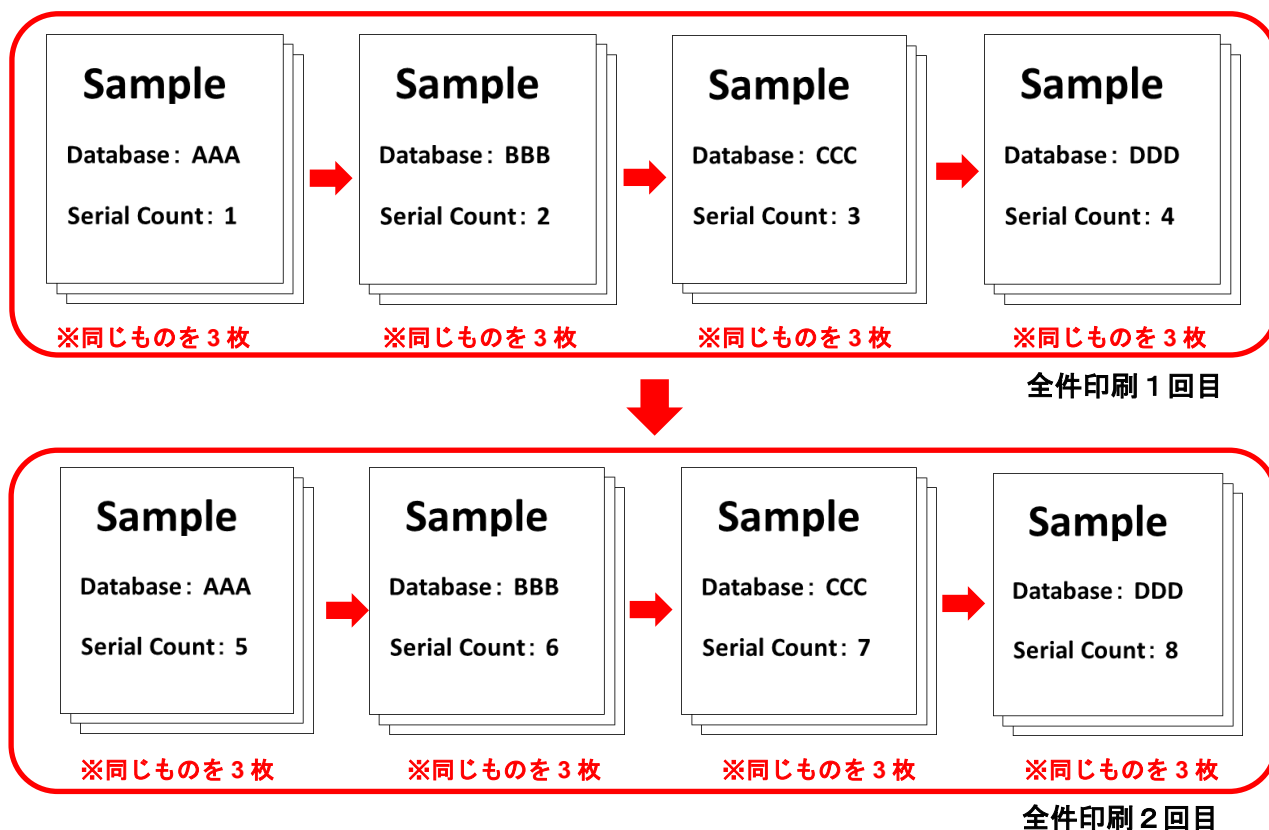 Sample
Database: AAA
Serial Count: 1
※同じものを 3 枚
Sample
Database: BBB
Serial Count: 2
※同じものを 3 枚
Sample
Database: CCC
Serial Count: 3
※同じものを 3 枚
Sample
Database: DDD
Serial Count: 4
※同じものを 3 枚
全件印刷 1 回目
Sample
Database: AAA
Serial Count: 5
※同じものを 3 枚
Sample
Database: BBB
Serial Count: 6
※同じものを 3 枚
Sample
Database: CCC
Serial Count: 7
※同じものを 3 枚
Sample
Database: DDD
Serial Count: 8
※同じものを 3 枚
全件印刷 2 回目